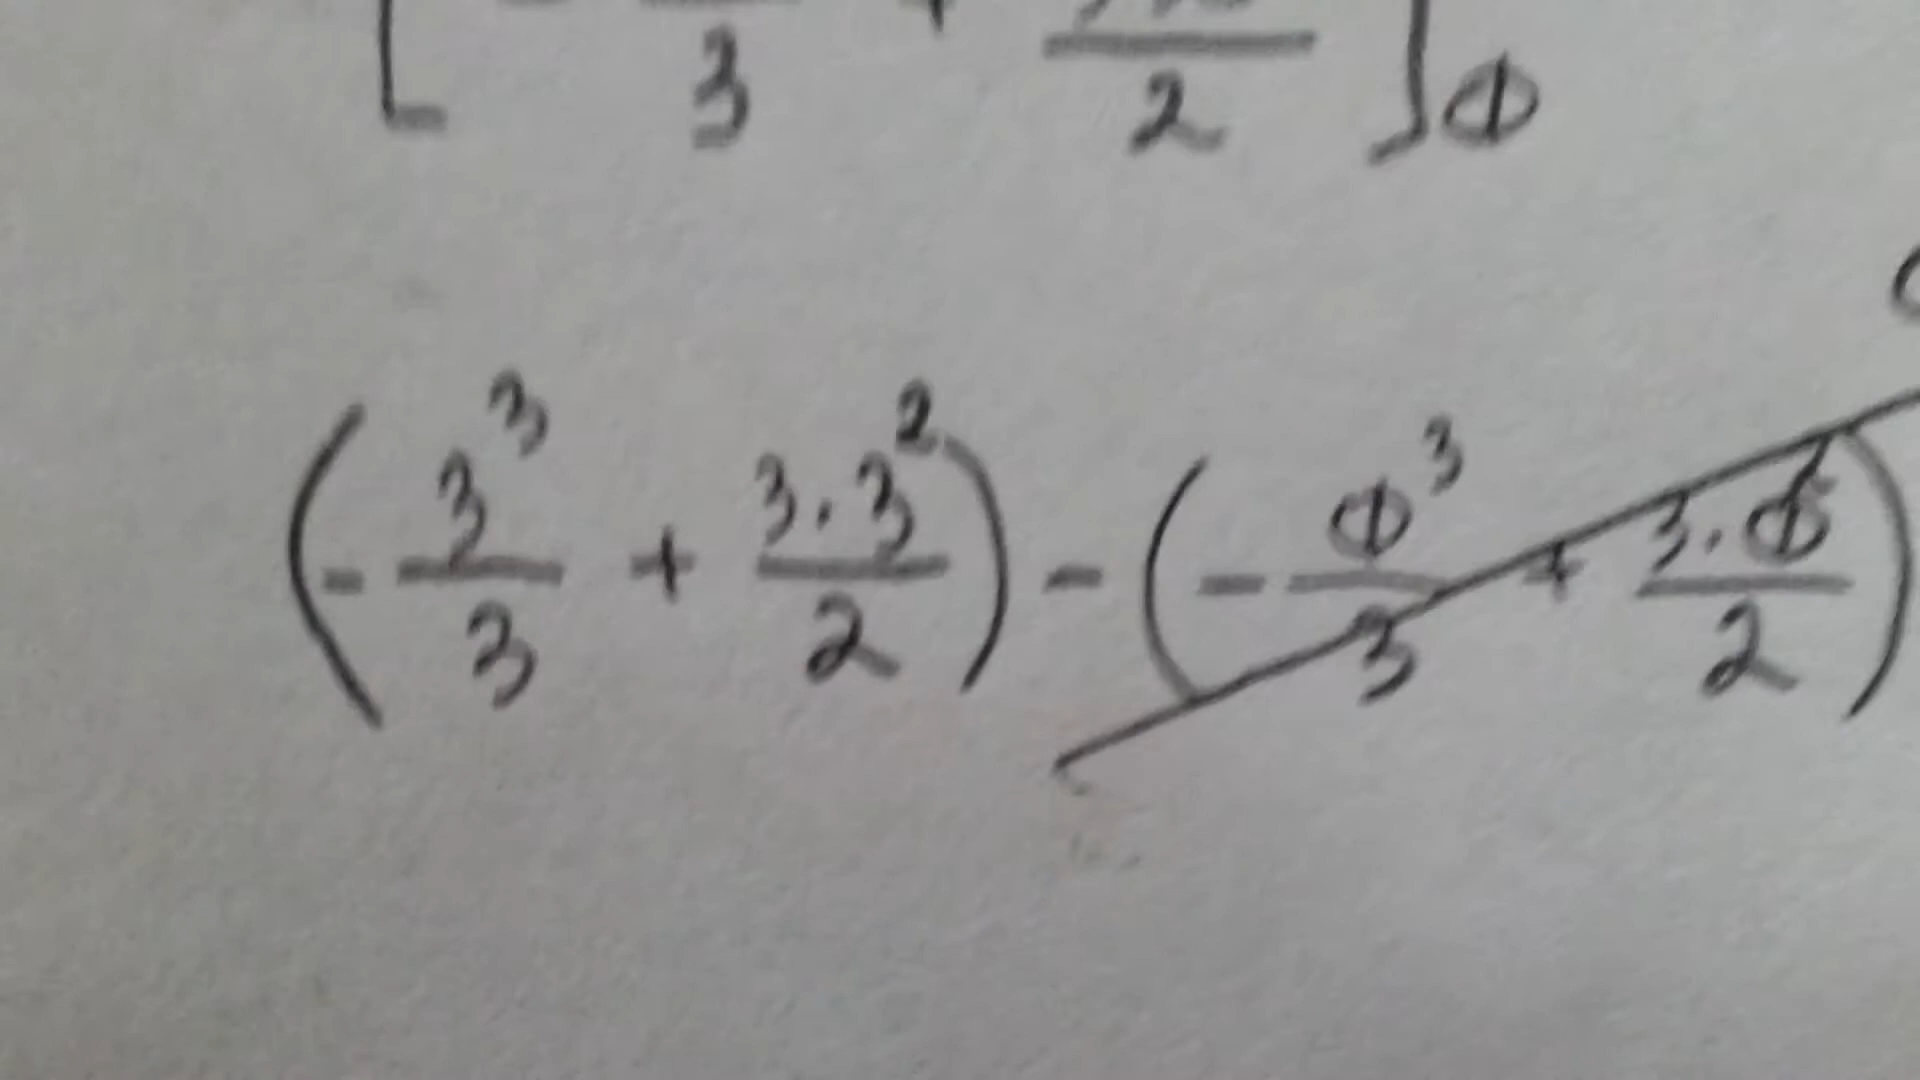 [ - /3 + /2 ]0
(- 3³/3 + 3·3²/2) - (- 0³/3 + 3·0/2)